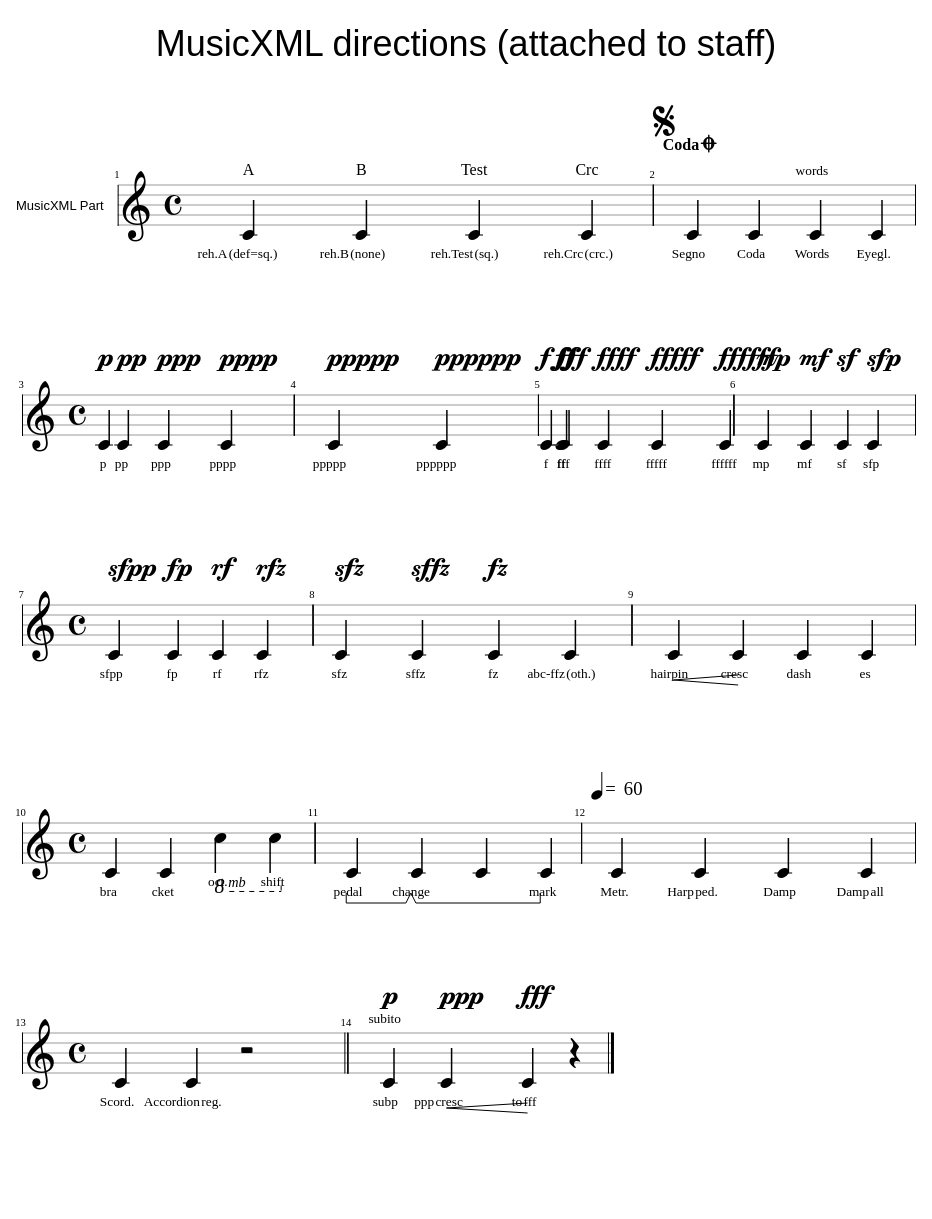 MusicXML directions (attached to staff)
Coda
1 A B Test Crc 2 words
MusicXML Part
reh.A (def=sq.) reh.B (none) reh.Test (sq.) reh.Crc (crc.) Segno Coda Words Eyegl.
p pp ppp pppp ppppp pppppp f ff fff ffff fffff ffffff mp mf sf sfp
3 4 5 6
p pp ppp pppp ppppp pppppp f ff fff ffff fffff ffffff mp mf sf sfp
sfpp fp rf rfz sfz sffz fz
7 8 9
sfpp fp rf rfz sfz sffz fz abc-ffz (oth.) hairpin cresc dash es
= 60
10 11 12
bra cket oct. shift pedal change mark Metr. Harp ped. Damp Damp all
8mb
p ppp fff
13 14 subito
Scord. Accordion reg. subp ppp cresc to fff